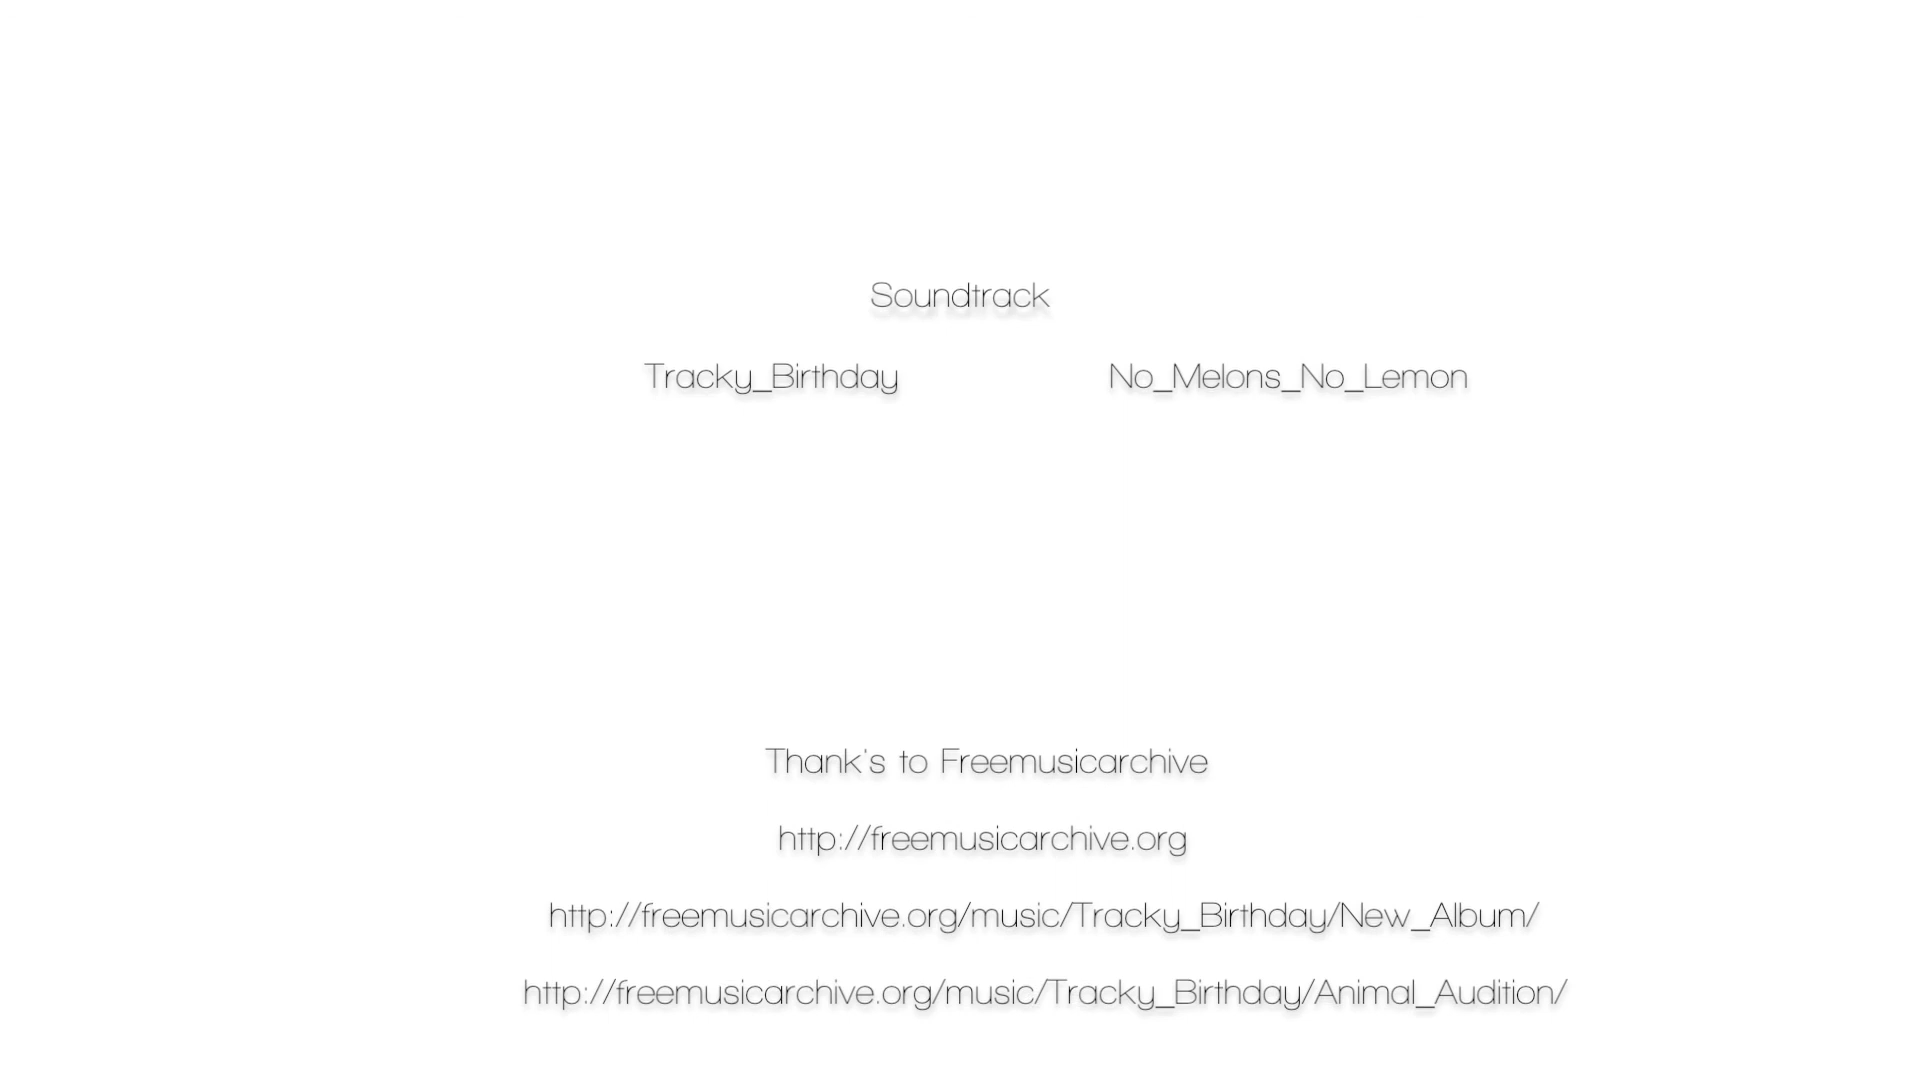 Soundtrack
Tracky_Birthday No_Melons_No_Lemon
Thank's to Freemusicarchive
http://freemusicarchive.org
http://freemusicarchive.org/music/Tracky_Birthday/New_Album/
http://freemusicarchive.org/music/Tracky_Birthday/Animal_Audition/